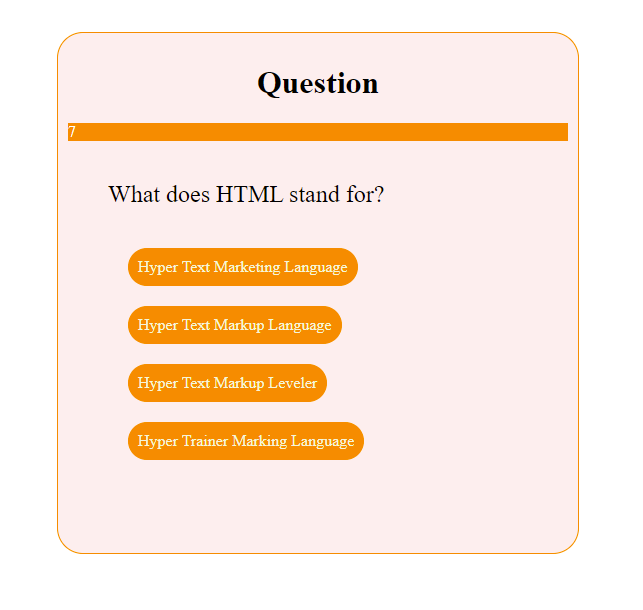 Question
7
What does HTML stand for?
Hyper Text Marketing Language
Hyper Text Markup Language
Hyper Text Markup Leveler
Hyper Trainer Marking Language